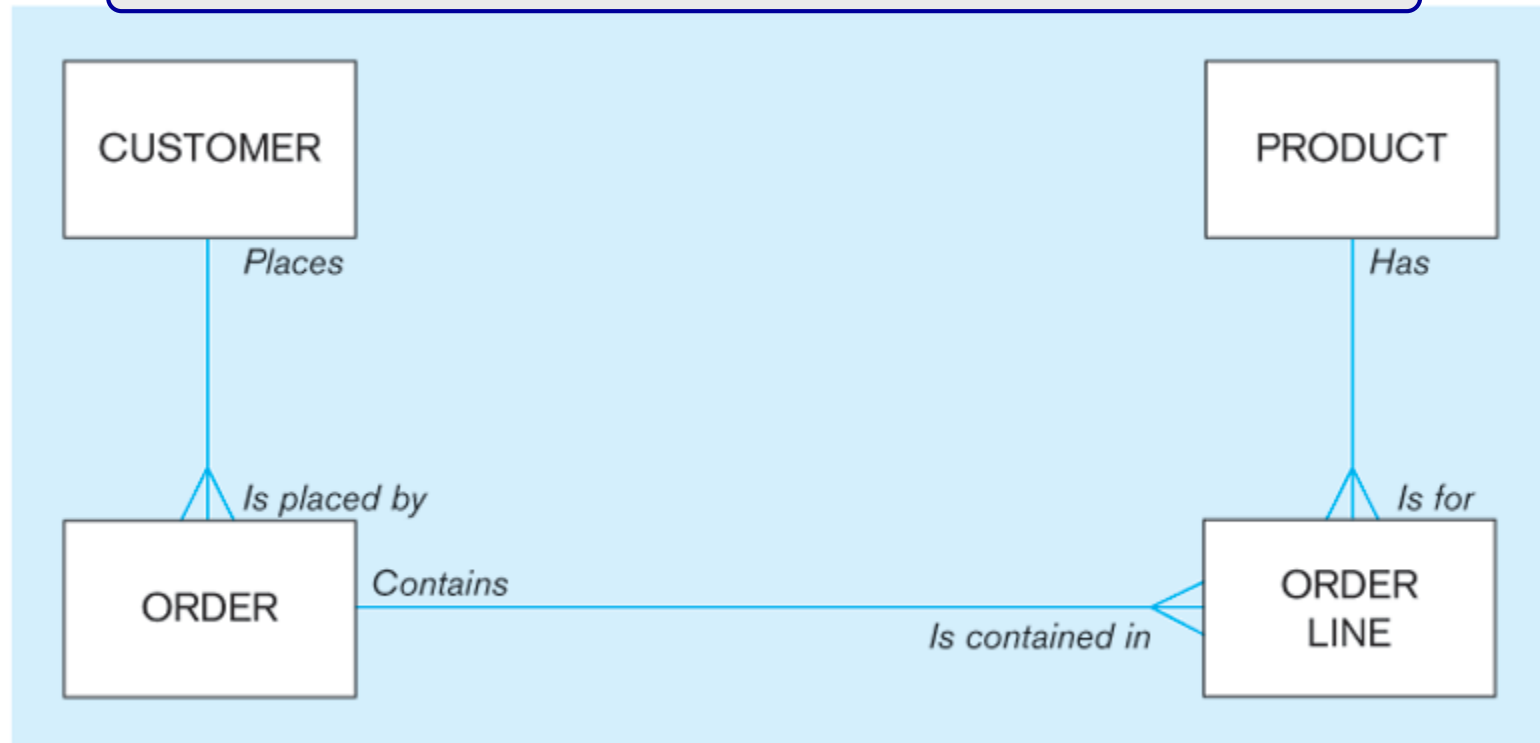 CUSTOMER
PRODUCT
Places
Has
Is placed by
Is for
ORDER
Contains
Is contained in
ORDER
LINE